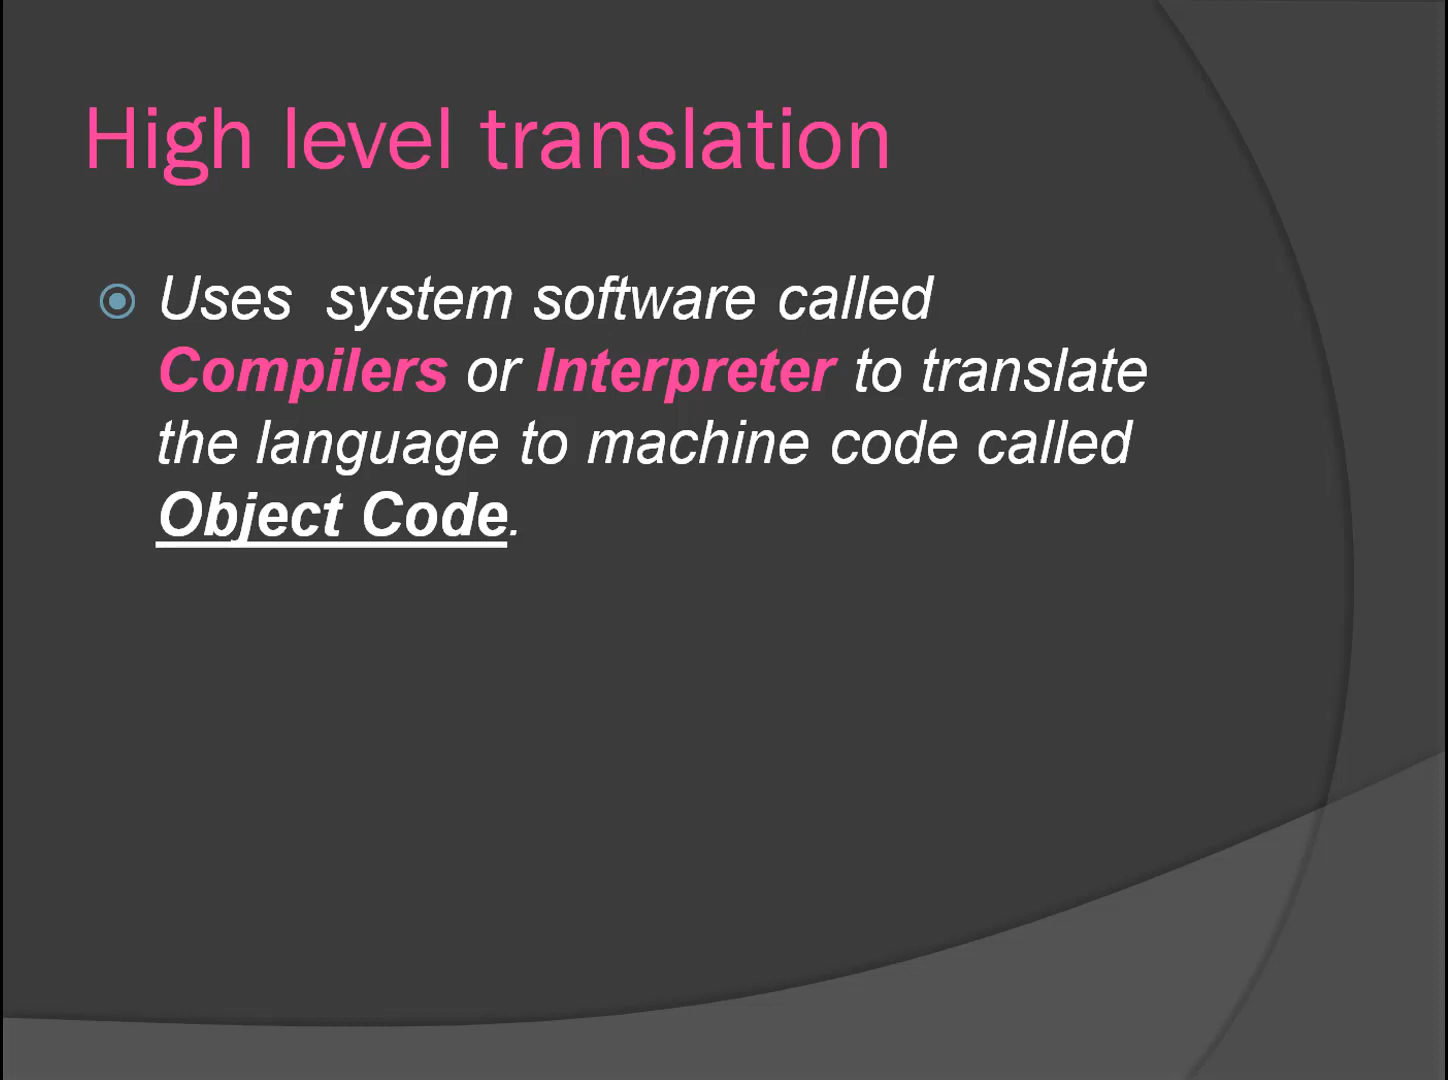 High level translation
Uses  system software called
Compilers or Interpreter to translate
the language to machine code called
Object Code.